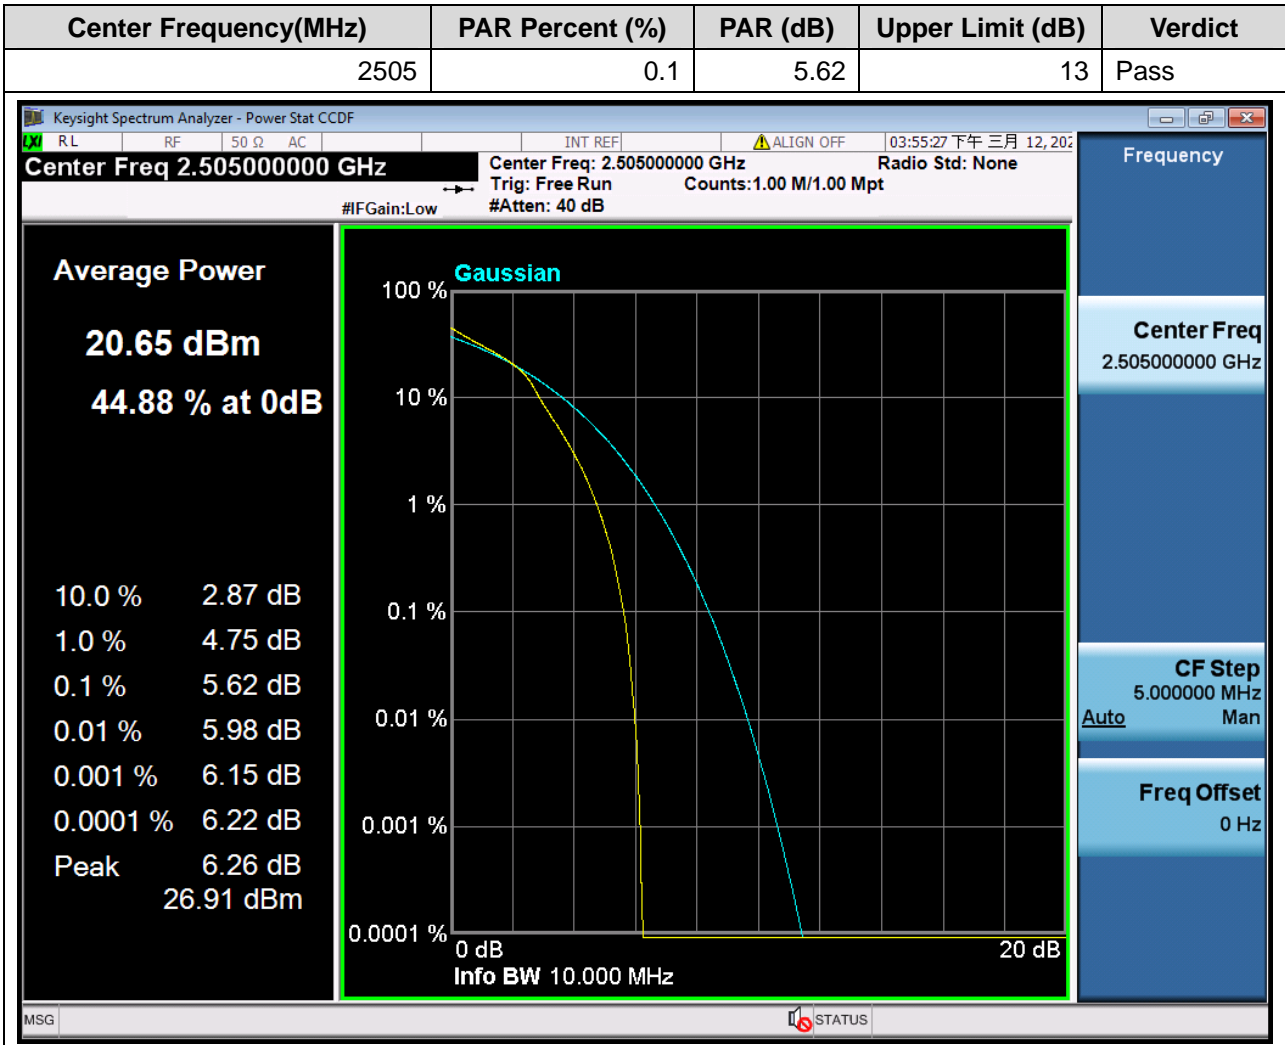 Center Frequency(MHz) PAR Percent (%) PAR (dB) Upper Limit (dB) Verdict
2505 0.1 5.62 13 Pass
Keysight Spectrum Analyzer - Power Stat CCDF
LXI RL RF 50 Ω AC INT REF ALIGN OFF 03:55:27 下午 三月 12, 202
Center Freq 2.505000000 GHz
Center Freq: 2.505000000 GHz Radio Std: None
Trig: Free Run Counts:1.00 M/1.00 Mpt
#IFGain:Low #Atten: 40 dB
Average Power
20.65 dBm
44.88 % at 0dB
10.0 % 2.87 dB
1.0 % 4.75 dB
0.1 % 5.62 dB
0.01 % 5.98 dB
0.001 % 6.15 dB
0.0001 % 6.22 dB
Peak 6.26 dB
26.91 dBm
Gaussian
100 %
10 %
1 %
0.1 %
0.01 %
0.001 %
0.0001 %
0 dB 20 dB
Info BW 10.000 MHz
Frequency
Center Freq
2.505000000 GHz
CF Step
5.000000 MHz
Auto Man
Freq Offset
0 Hz
MSG STATUS